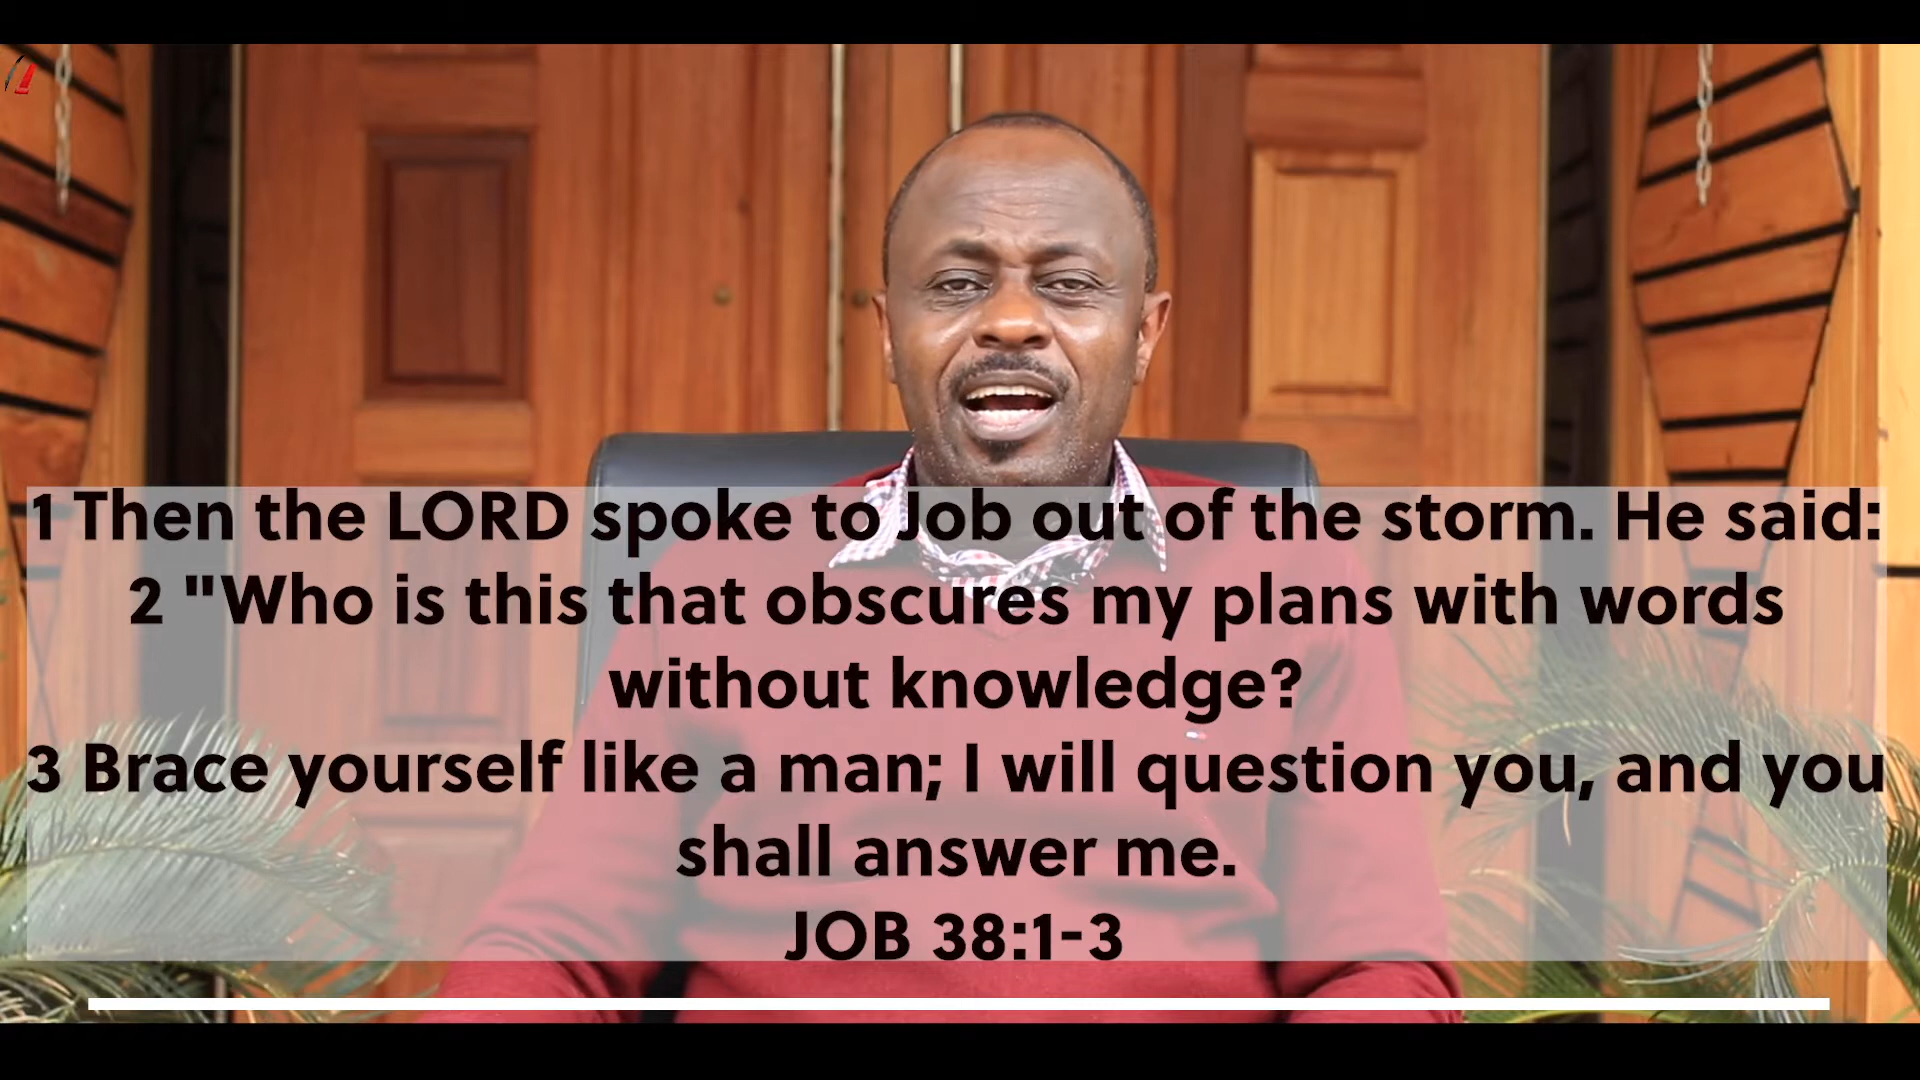 1 Then the LORD spoke to Job out of the storm. He said:
2 "Who is this that obscures my plans with words
without knowledge?
3 Brace yourself like a man; I will question you, and you
shall answer me.
JOB 38:1-3